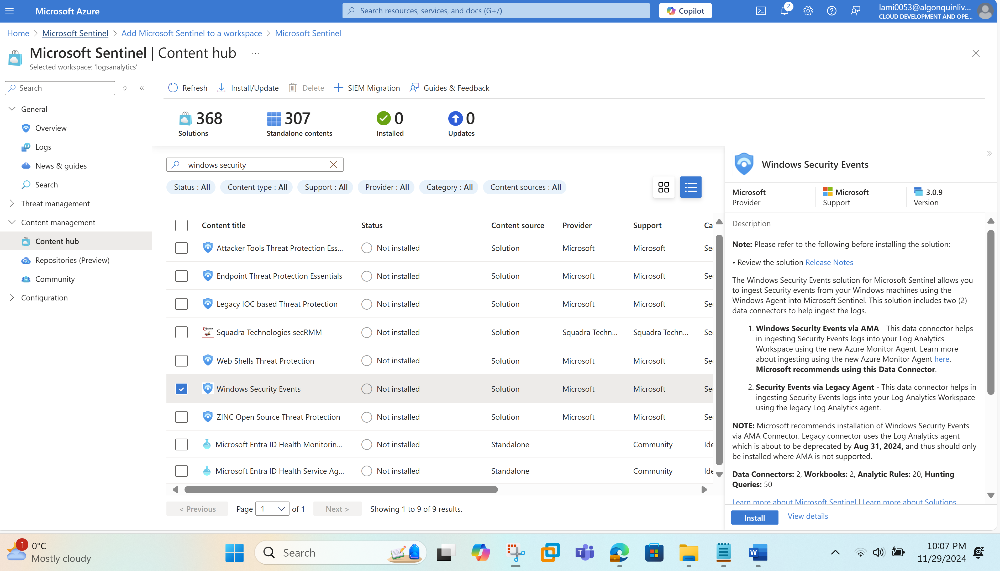 Microsoft Azure
Search resources, services, and docs (G+/)
Copilot
2
lami0053@algonquinliv...
CLOUD DEVELOPMENT AND OPE...
Home > Microsoft Sentinel > Add Microsoft Sentinel to a workspace > Microsoft Sentinel
Microsoft Sentinel | Content hub ...
Selected workspace: 'logsanalytics'
Search
General
Overview
Logs
News & guides
Search
Threat management
Content management
Content hub
Repositories (Preview)
Community
Configuration
Refresh Install/Update Delete SIEM Migration Guides & Feedback
368 307 0 0
Solutions Standalone contents Installed Updates
windows security
Status : All Content type : All Support : All Provider : All Category : All Content sources : All
Content title Status Content source Provider Support Ca
Attacker Tools Threat Protection Ess... Not installed Solution Microsoft Microsoft Sec
Endpoint Threat Protection Essentials Not installed Solution Microsoft Microsoft Sec
Legacy IOC based Threat Protection Not installed Solution Microsoft Microsoft Sec
Squadra Technologies secRMM Not installed Solution Squadra Techn... Squadra Techn... Sec
Web Shells Threat Protection Not installed Solution Microsoft Microsoft Sec
Windows Security Events Not installed Solution Microsoft Microsoft Sec
ZINC Open Source Threat Protection Not installed Solution Microsoft Microsoft Sec
Microsoft Entra ID Health Monitorin... Not installed Standalone Community Ide
Microsoft Entra ID Health Service Ag... Not installed Standalone Community Ide
< Previous Page 1 of 1 Next > Showing 1 to 9 of 9 results.
Windows Security Events
Microsoft Microsoft 3.0.9
Provider Support Version
Description
Note: Please refer to the following before installing the solution:
• Review the solution Release Notes
The Windows Security Events solution for Microsoft Sentinel allows you
to ingest Security events from your Windows machines using the
Windows Agent into Microsoft Sentinel. This solution includes two (2)
data connectors to help ingest the logs.
1. Windows Security Events via AMA - This data connector helps
in ingesting Security Events logs into your Log Analytics
Workspace using the new Azure Monitor Agent. Learn more
about ingesting using the new Azure Monitor Agent here.
Microsoft recommends using this Data Connector.
2. Security Events via Legacy Agent - This data connector helps in
ingesting Security Events logs into your Log Analytics Workspace
using the legacy Log Analytics agent.
NOTE: Microsoft recommends installation of Windows Security Events
via AMA Connector. Legacy connector uses the Log Analytics agent
which is about to be deprecated by Aug 31, 2024, and thus should only
be installed where AMA is not supported.
Data Connectors: 2, Workbooks: 2, Analytic Rules: 20, Hunting
Queries: 50
Learn more about Microsoft Sentinel | Learn more about Solutions
Install View details
1
0°C
Mostly cloudy
Search
10:07 PM
11/29/2024